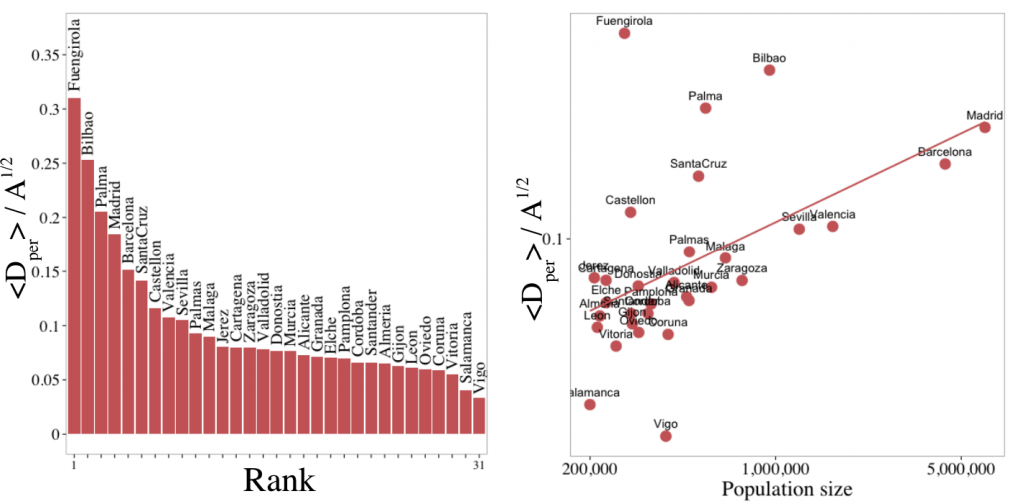 <D per > / A 1/2
0.35
0.3
0.25
0.2
0.15
0.1
0.05
0
Fuengirola
Bilbao
Palma
Madrid
Barcelona
SantaCruz
Castellon
Valencia
Sevilla
Palmas
Malaga
Jerez
Cartagena
Zaragoza
Valladolid
Donostia
Murcia
Alicante
Granada
Elche
Pamplona
Cordoba
Santander
Almeria
Gijon
Leon
Oviedo
Coruna
Vitoria
Salamanca
Vigo
1
31
Rank
<D per > / A 1/2
0.1
Fuengirola
Bilbao
Palma
Madrid
Barcelona
SantaCruz
Castellon
Sevilla
Valencia
Palmas
Malaga
Jerez
Cartagena
Donostia
Valladolid
Murcia
Zaragoza
Elche
Pamplona
Alicante
Granada
Almeria
Leon
Gijon
Oviedo
Coruna
Vitoria
alamanca
Vigo
200,000
1,000,000
5,000,000
Population size